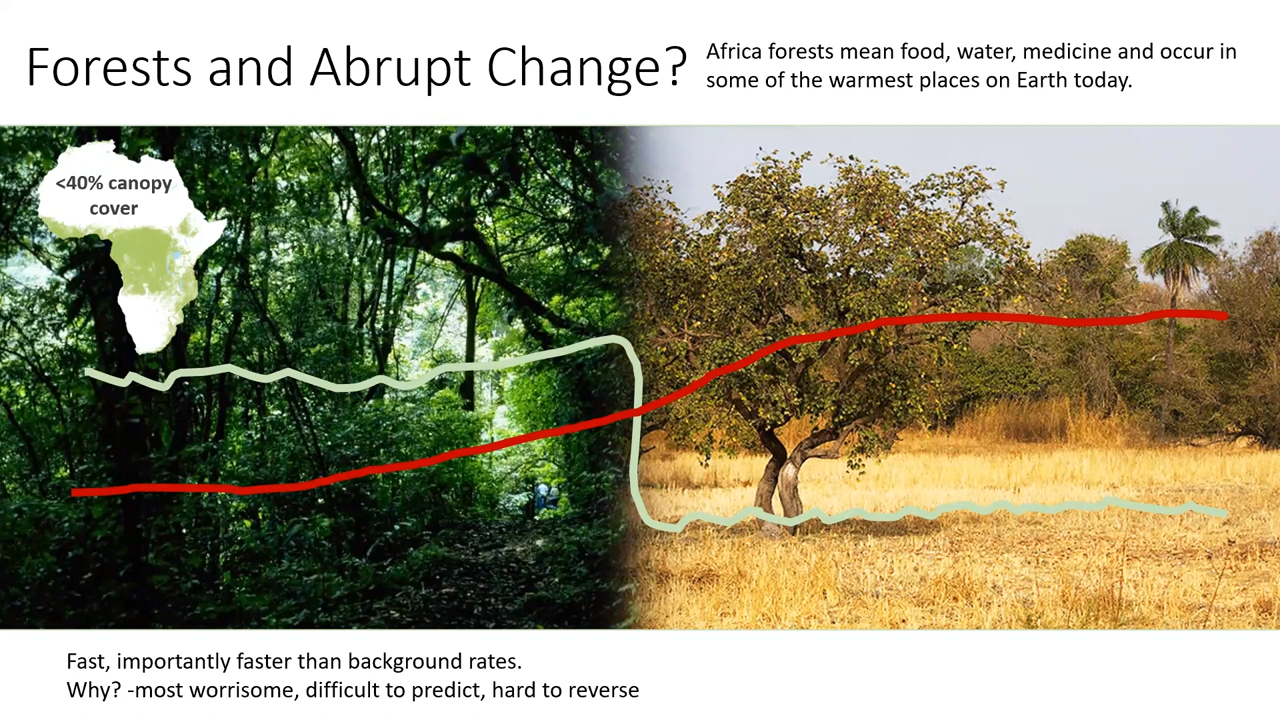 Forests and Abrupt Change?
Africa forests mean food, water, medicine and occur in
some of the warmest places on Earth today.
<40% canopy
cover
Fast, importantly faster than background rates.
Why? -most worrisome, difficult to predict, hard to reverse